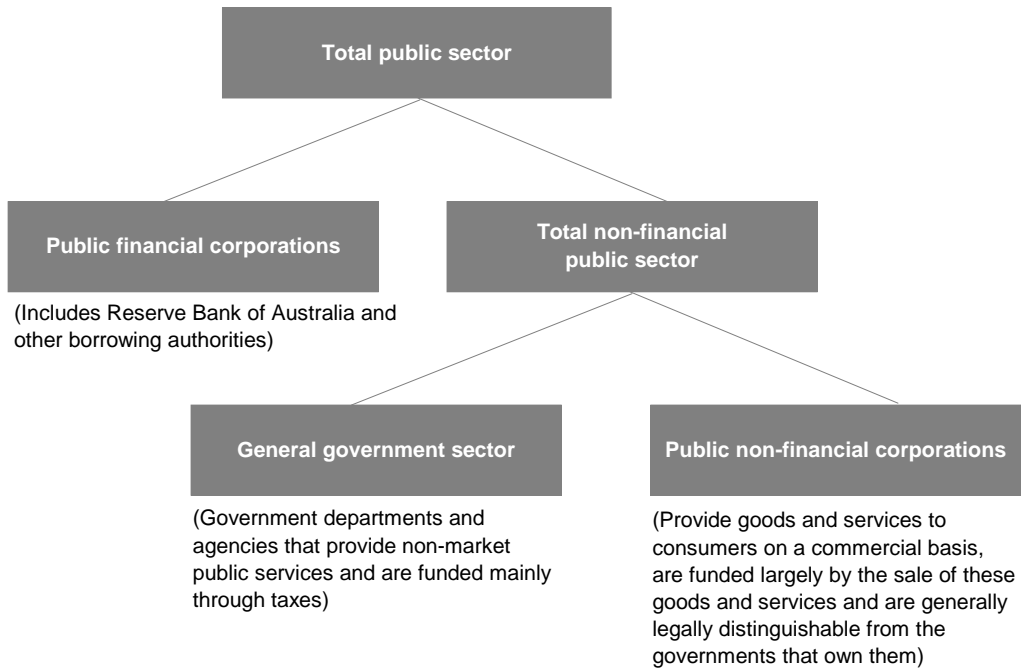 Total public sector
Public financial corporations
Total non-financial
public sector
(Includes Reserve Bank of Australia and
other borrowing authorities)
General government sector
Public non-financial corporations
(Government departments and
agencies that provide non-market
public services and are funded mainly
through taxes)
(Provide goods and services to
consumers on a commercial basis,
are funded largely by the sale of these
goods and services and are generally
legally distinguishable from the
governments that own them)